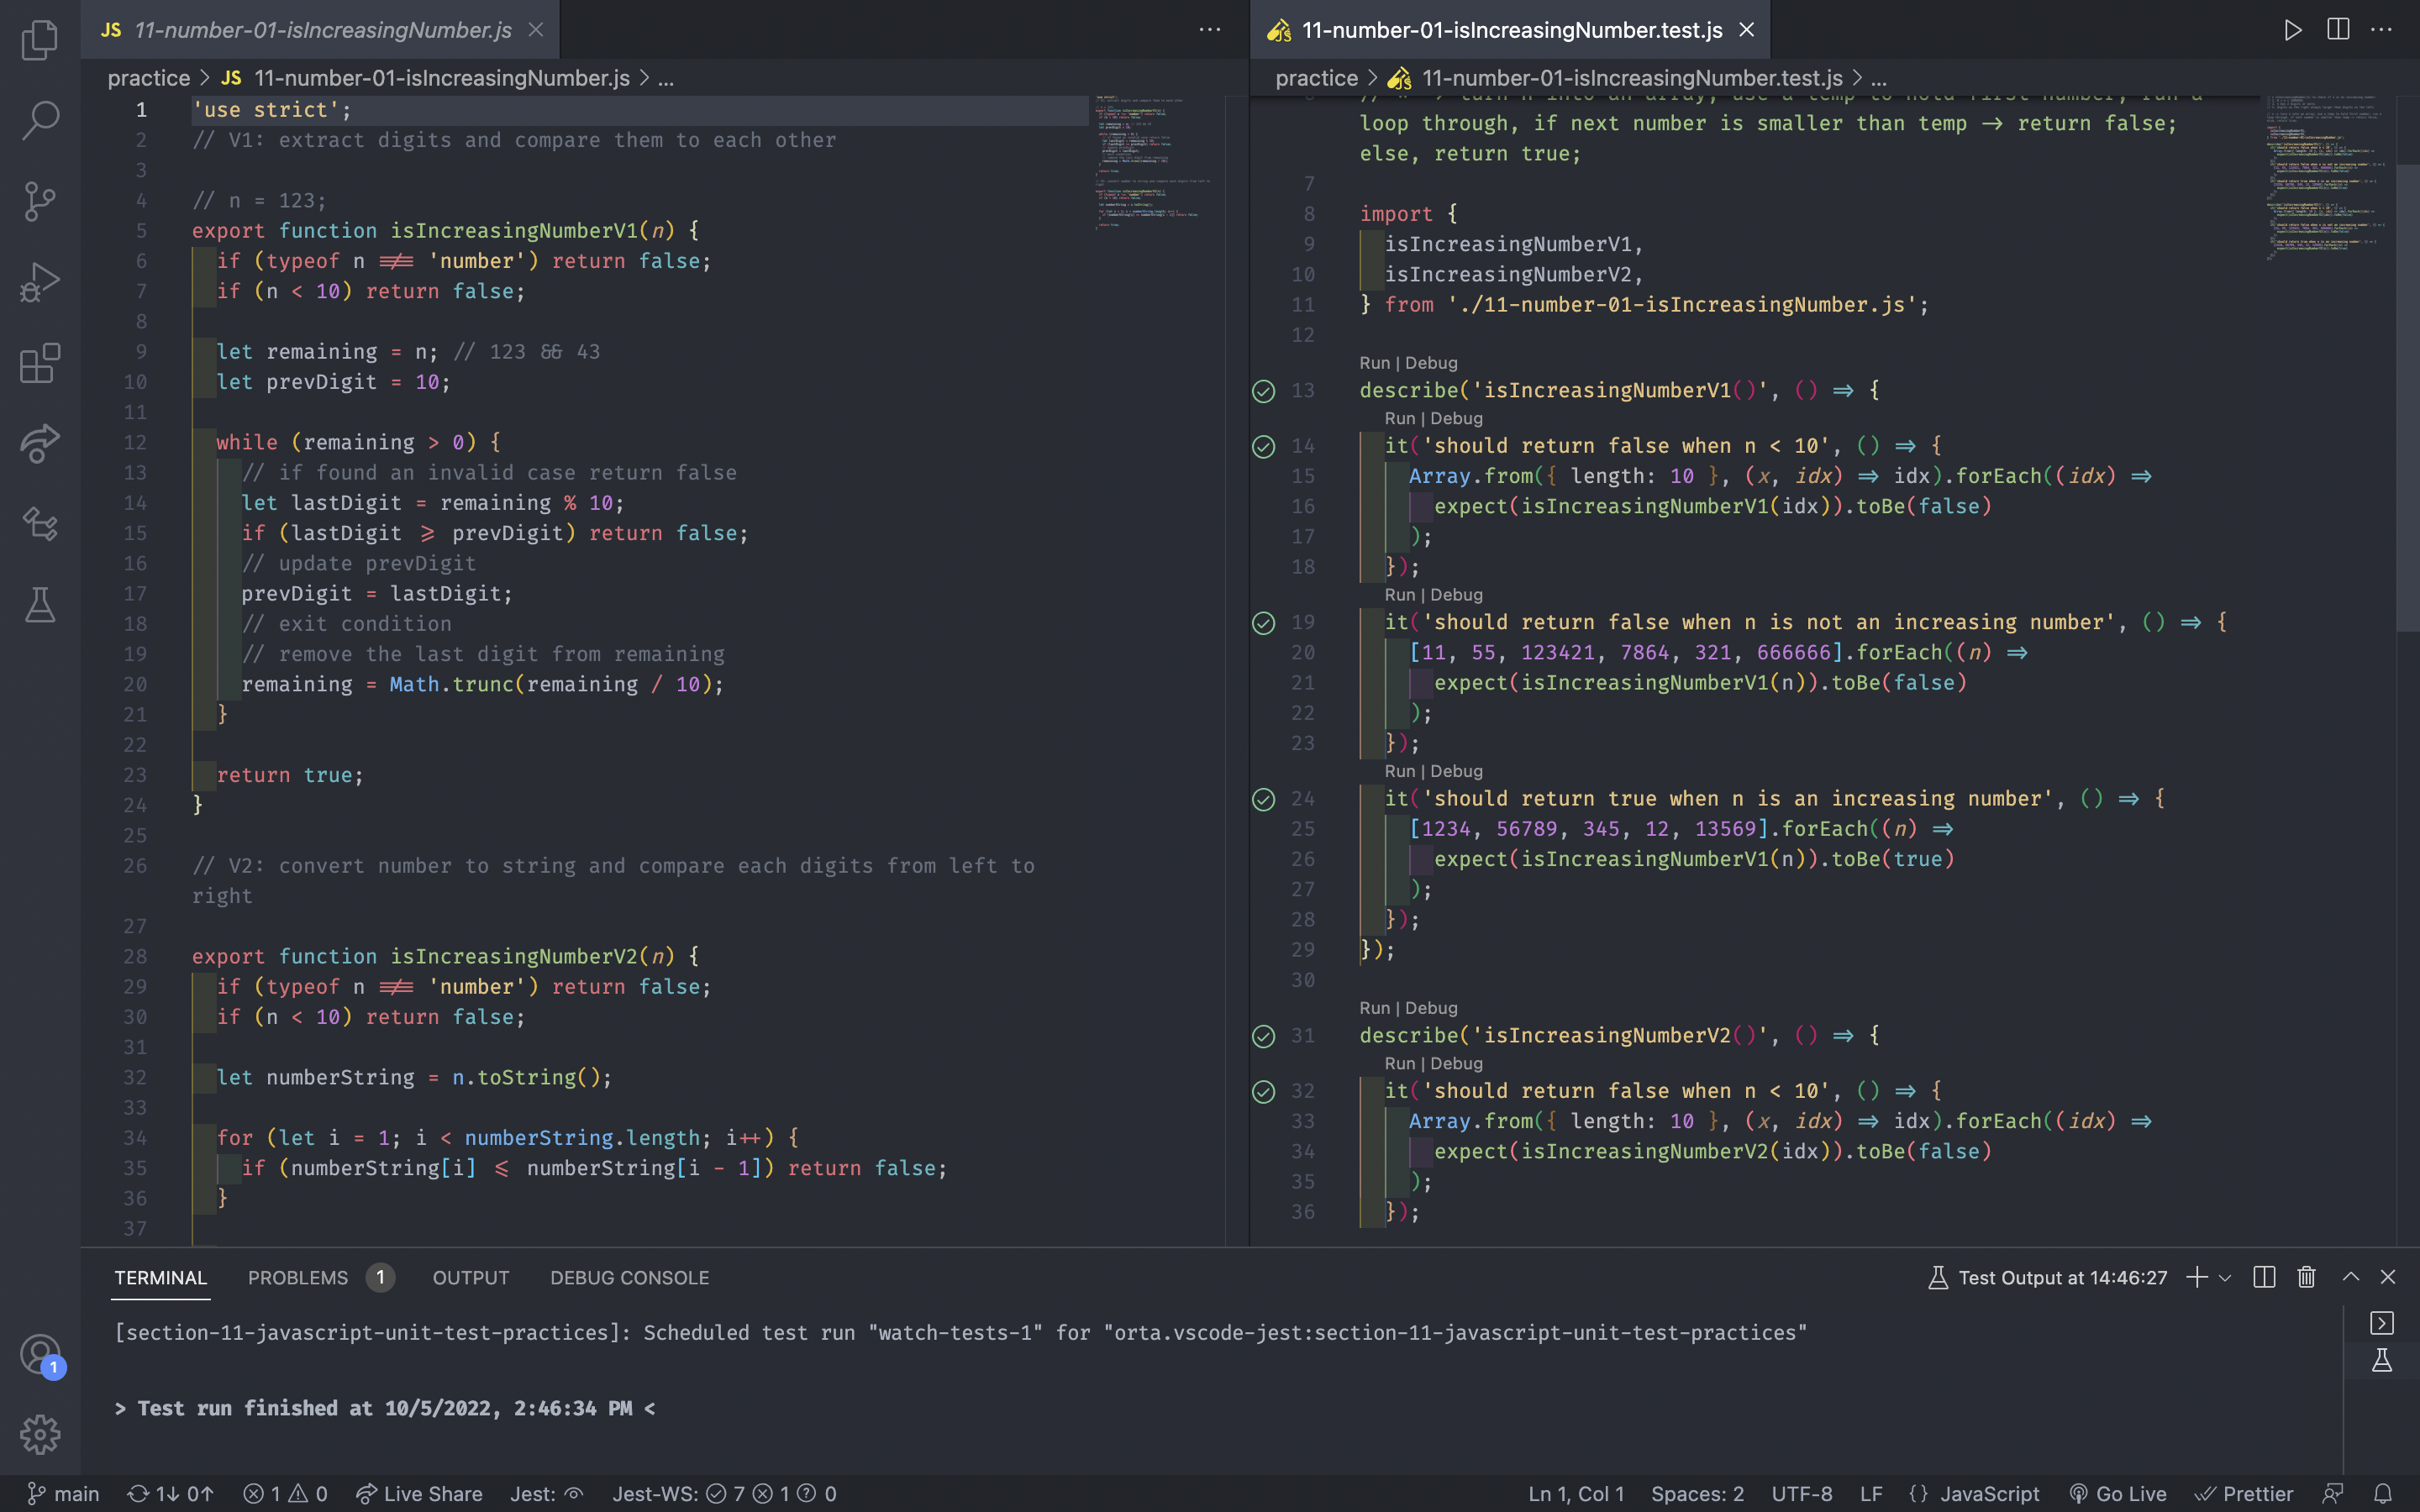 JS 11-number-01-isIncreasingNumber.js
practice > JS 11-number-01-isIncreasingNumber.js > ...
1 'use strict';
2 // V1: extract digits and compare them to each other
3
4 // n = 123;
5 export function isIncreasingNumberV1(n) {
6 if (typeof n !== 'number') return false;
7 if (n < 10) return false;
8
9 let remaining = n; // 123 && 43
10 let prevDigit = 10;
11
12 while (remaining > 0) {
13 // if found an invalid case return false
14 let lastDigit = remaining % 10;
15 if (lastDigit >= prevDigit) return false;
16 // update prevDigit
17 prevDigit = lastDigit;
18 // exit condition
19 // remove the last digit from remaining
20 remaining = Math.trunc(remaining / 10);
21 }
22
23 return true;
24 }
25
26 // V2: convert number to string and compare each digits from left to
right
27
28 export function isIncreasingNumberV2(n) {
29 if (typeof n !== 'number') return false;
30 if (n < 10) return false;
31
32 let numberString = n.toString();
33
34 for (let i = 1; i < numberString.length; i++) {
35 if (numberString[i] <= numberString[i - 1]) return false;
36 }
37
11-number-01-isIncreasingNumber.test.js
practice > 11-number-01-isIncreasingNumber.test.js > ...
loop through, if next number is smaller than temp -> return false;
else, return true;
7
8 import {
9 isIncreasingNumberV1,
10 isIncreasingNumberV2,
11 } from './11-number-01-isIncreasingNumber.js';
12
Run | Debug
13 describe('isIncreasingNumberV1()', () => {
Run | Debug
14 it('should return false when n < 10', () => {
15 Array.from({ length: 10 }, (x, idx) => idx).forEach((idx) =>
16 expect(isIncreasingNumberV1(idx)).toBe(false)
17 );
18 });
Run | Debug
19 it('should return false when n is not an increasing number', () => {
20 [11, 55, 123421, 7864, 321, 666666].forEach((n) =>
21 expect(isIncreasingNumberV1(n)).toBe(false)
22 );
23 });
Run | Debug
24 it('should return true when n is an increasing number', () => {
25 [1234, 56789, 345, 12, 13569].forEach((n) =>
26 expect(isIncreasingNumberV1(n)).toBe(true)
27 );
28 });
29 });
30
Run | Debug
31 describe('isIncreasingNumberV2()', () => {
Run | Debug
32 it('should return false when n < 10', () => {
33 Array.from({ length: 10 }, (x, idx) => idx).forEach((idx) =>
34 expect(isIncreasingNumberV2(idx)).toBe(false)
35 );
36 });
TERMINAL PROBLEMS 1 OUTPUT DEBUG CONSOLE
Test Output at 14:46:27
[section-11-javascript-unit-test-practices]: Scheduled test run "watch-tests-1" for "orta.vscode-jest:section-11-javascript-unit-test-practices"
> Test run finished at 10/5/2022, 2:46:34 PM <
1
main 1↓ 0↑ 1 0 Live Share Jest: Jest-WS: 7 1 0
Ln 1, Col 1 Spaces: 2 UTF-8 LF {} JavaScript Go Live Prettier